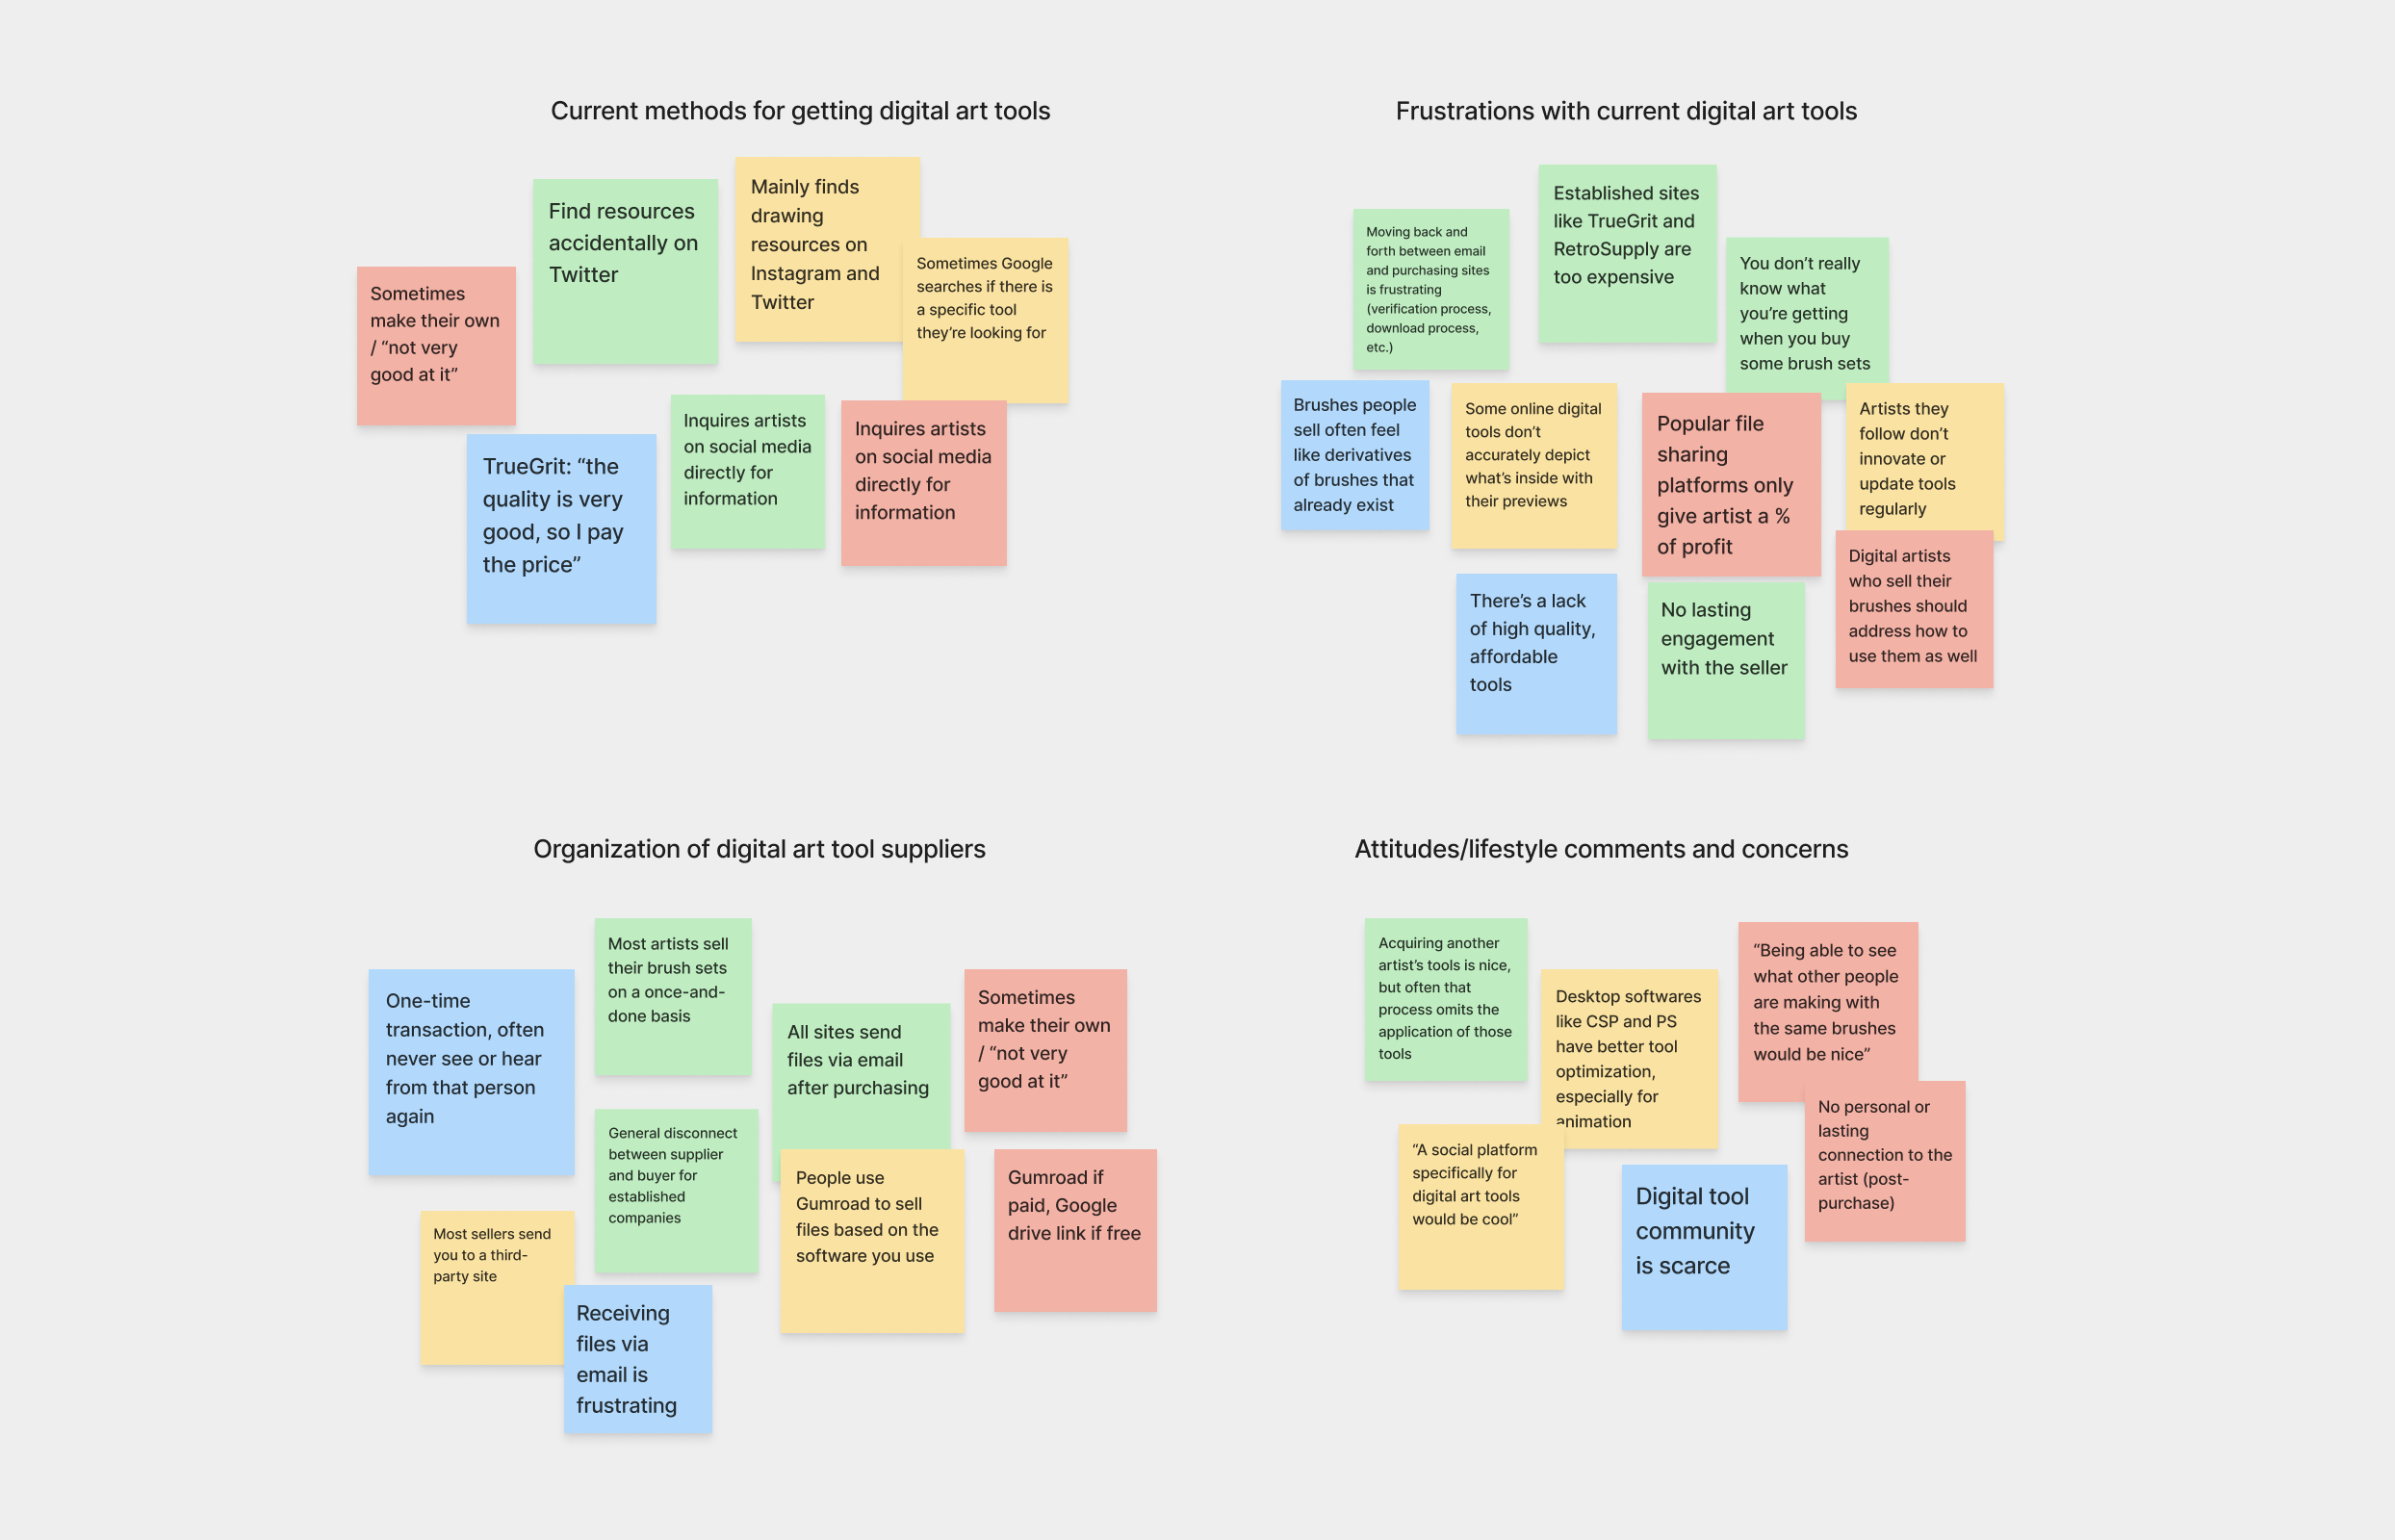 Current methods for getting digital art tools
Sometimes
make their own
/ “not very
good at it”
Find resources
accidentally on
Twitter
Mainly finds
drawing
resources on
Instagram and
Twitter
Sometimes Google
searches if there is
a specific tool
they’re looking for
TrueGrit: “the
quality is very
good, so I pay
the price”
Inquires artists
on social media
directly for
information
Inquires artists
on social media
directly for
information
Frustrations with current digital art tools
Moving back and
forth between email
and purchasing sites
is frustrating
(verification process,
download process,
etc.)
Established sites
like TrueGrit and
RetroSupply are
too expensive
You don’t really
know what
you’re getting
when you buy
some brush sets
Brushes people
sell often feel
like derivatives
of brushes that
already exist
Some online digital
tools don’t
accurately depict
what’s inside with
their previews
Popular file
sharing
platforms only
give artist a %
of profit
Artists they
follow don’t
innovate or
update tools
regularly
Digital artists
who sell their
brushes should
address how to
use them as well
There’s a lack
of high quality,
affordable
tools
No lasting
engagement
with the seller
Organization of digital art tool suppliers
One-time
transaction, often
never see or hear
from that person
again
Most artists sell
their brush sets
on a once-and-
done basis
All sites send
files via email
after purchasing
Sometimes
make their own
/ “not very
good at it”
General disconnect
between supplier
and buyer for
established
companies
People use
Gumroad to sell
files based on the
software you use
Gumroad if
paid, Google
drive link if free
Most sellers send
you to a third-
party site
Receiving
files via
email is
frustrating
Attitudes/lifestyle comments and concerns
Acquiring another
artist’s tools is nice,
but often that
process omits the
application of those
tools
Desktop softwares
like CSP and PS
have better tool
optimization,
especially for
animation
“Being able to see
what other people
are making with
the same brushes
would be nice”
No personal or
lasting
connection to the
artist (post-
purchase)
“A social platform
specifically for
digital art tools
would be cool”
Digital tool
community
is scarce